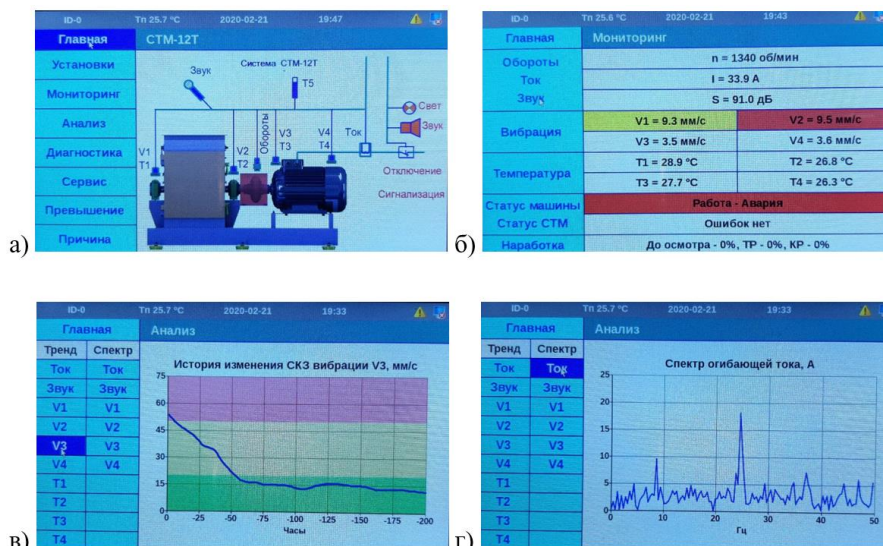 ID-0 Тп 25.7 °C 2020-02-21 19:47
Главная СТМ-12Т
Установки
Мониторинг
Анализ
Диагностика
Сервис
Превышение
Причина
Звук
Система СТМ-12Т
T5
Свет
Звук
Обороты
V3
T3
V4
T4
Ток
V1
T1
V2
T2
Отключение
Сигнализация
а)
ID-0 Тп 25.6 °C 2020-02-21 19:43
Главная Мониторинг
Обороты n = 1340 об/мин
Ток I = 33.9 А
Звук S = 91.0 дБ
Вибрация V1 = 9.3 мм/с V2 = 9.5 мм/с
V3 = 3.5 мм/с V4 = 3.6 мм/с
Температура T1 = 28.9 °C T2 = 26.8 °C
T3 = 27.7 °C T4 = 26.3 °C
Статус машины Работа - Авария
Статус СТМ Ошибок нет
Наработка До осмотра - 0%, ТР - 0%, КР - 0%
б)
ID-0 Тп 25.7 °C 2020-02-21 19:33
Главная Анализ
Тренд Спектр
Ток Ток
Звук Звук
V1 V1
V2 V2
V3 V3
V4 V4
T1
T2
T3
T4
История изменения СКЗ вибрации V3, мм/с
75
60
45
30
15
0
0 -25 -50 -75 -100 -125 -150 -175 -200
Часы
в)
ID-0 Тп 25.7 °C 2020-02-21 19:33
Главная Анализ
Тренд Спектр
Ток Ток
Звук Звук
V1 V1
V2 V2
V3 V3
V4 V4
T1
T2
T3
T4
Спектр огибающей тока, А
25
20
15
10
5
0
0 10 20 30 40 50
Гц
г)